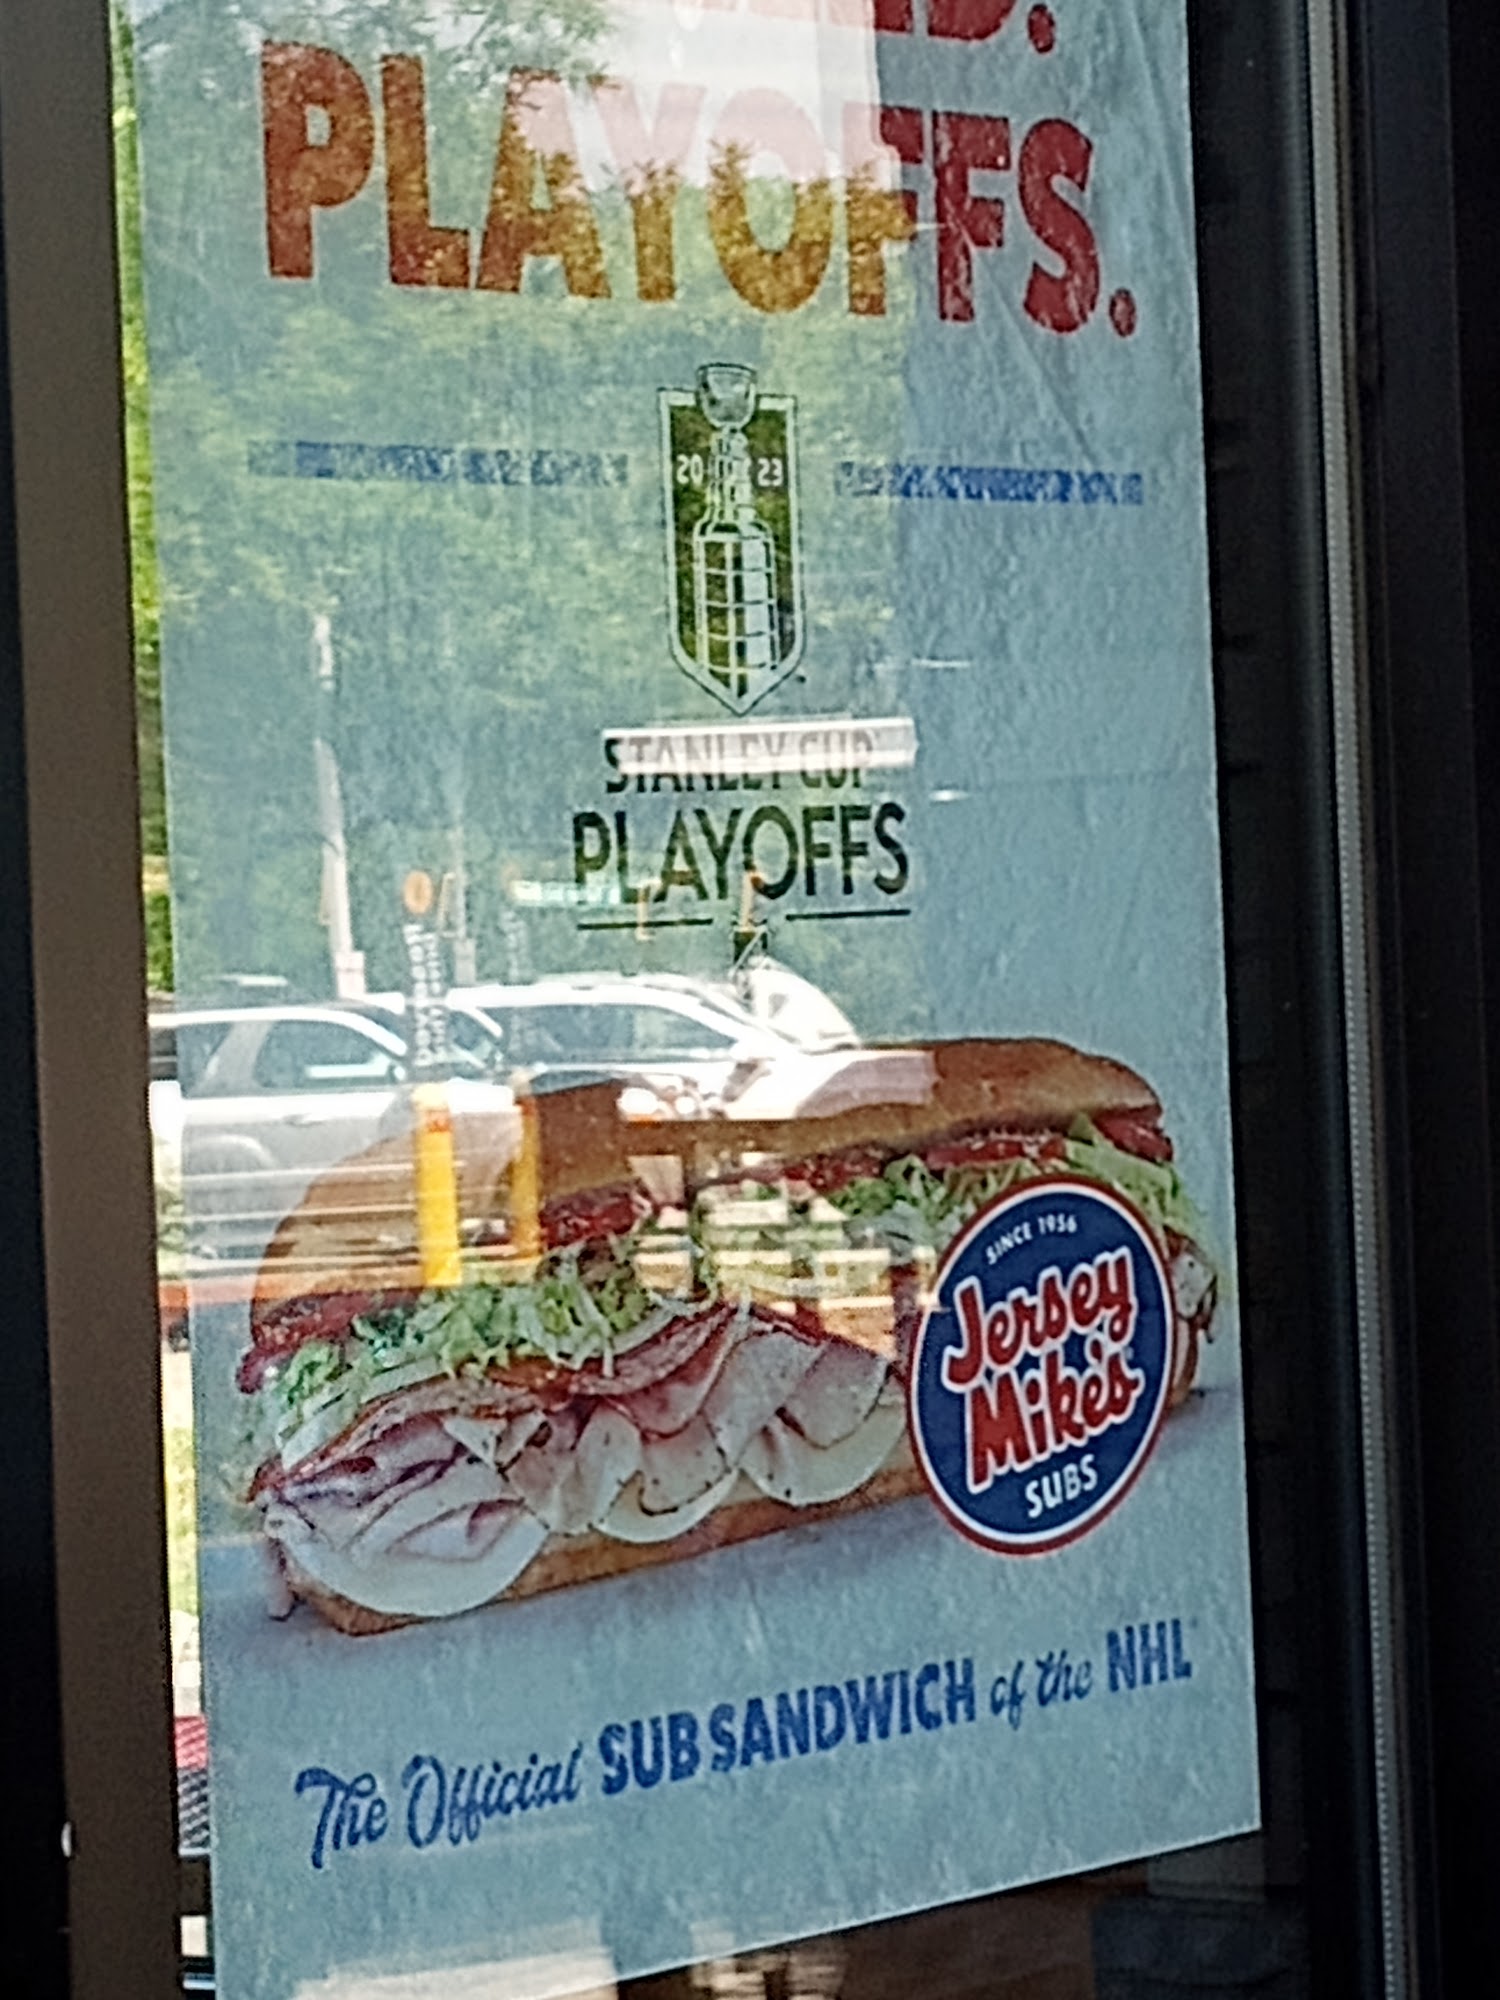 PLAYOFFS.
20 23
STANLEY CUP
PLAYOFFS
SINCE 1956
Jersey
Mike's
SUBS
The Official SUB SANDWICH of the NHL